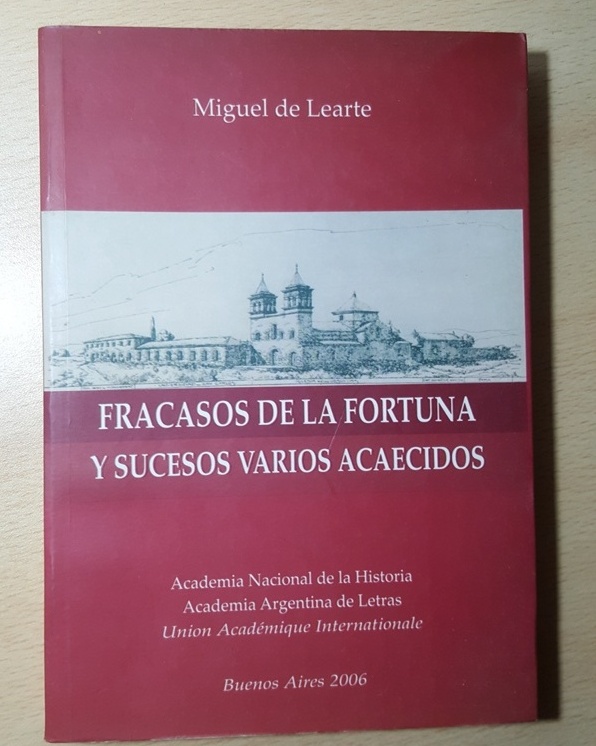 Miguel de Learte
FRACASOS DE LA FORTUNA
Y SUCESOS VARIOS ACAECIDOS
Academia Nacional de la Historia
Academia Argentina de Letras
Union Académique Internationale
Buenos Aires 2006